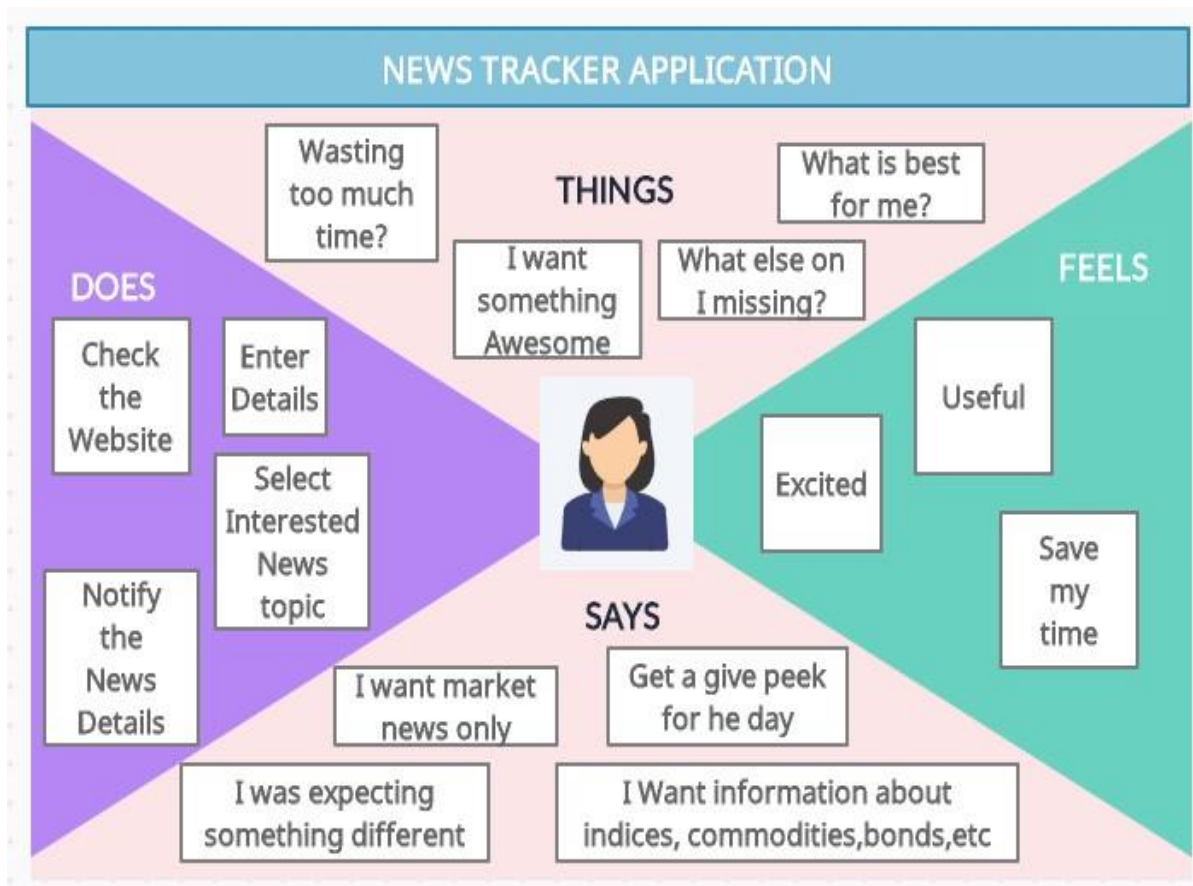 NEWS TRACKER APPLICATION
THINGS
Wasting
too much
time?
I want
something
Awesome
What else on
I missing?
What is best
for me?
DOES
Check
the
Website
Enter
Details
Select
Interested
News
topic
Notify
the
News
Details
FEELS
Useful
Excited
Save
my
time
SAYS
I want market
news only
Get a give peek
for he day
I was expecting
something different
I Want information about
indices, commodities,bonds,etc